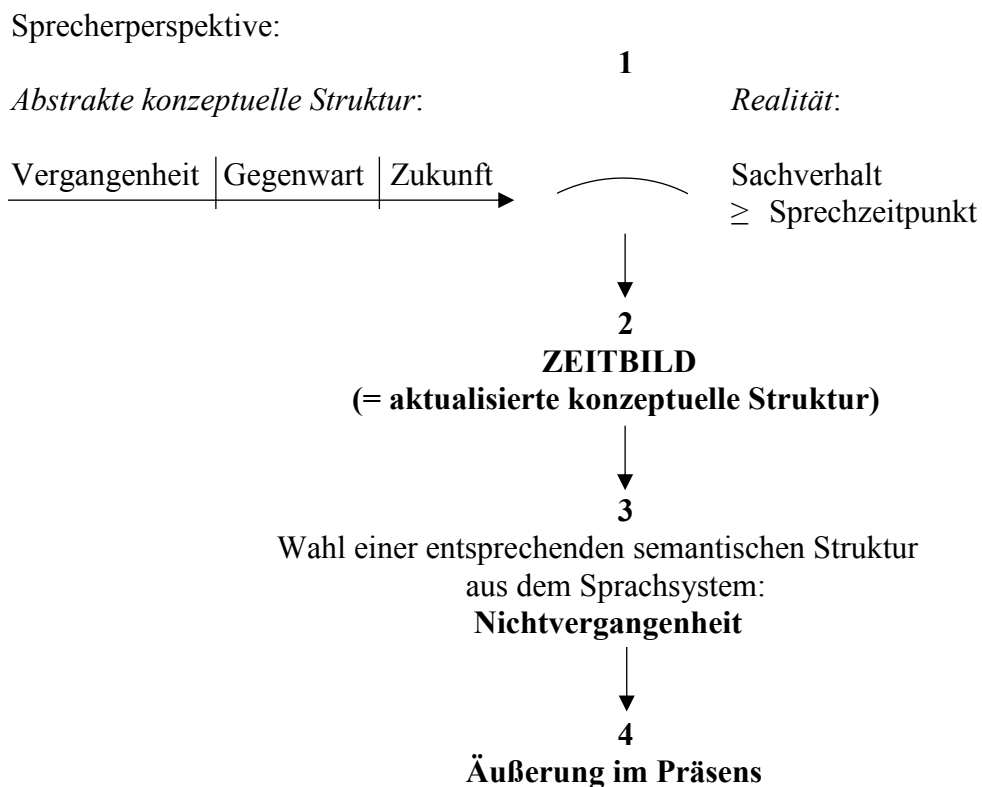 Sprecherperspektive:
1
Abstrakte konzeptuelle Struktur: Realität:
Vergangenheit Gegenwart Zukunft Sachverhalt
≥ Sprechzeitpunkt
2
ZEITBILD
(= aktualisierte konzeptuelle Struktur)
3
Wahl einer entsprechenden semantischen Struktur
aus dem Sprachsystem:
Nichtvergangenheit
4
Äußerung im Präsens